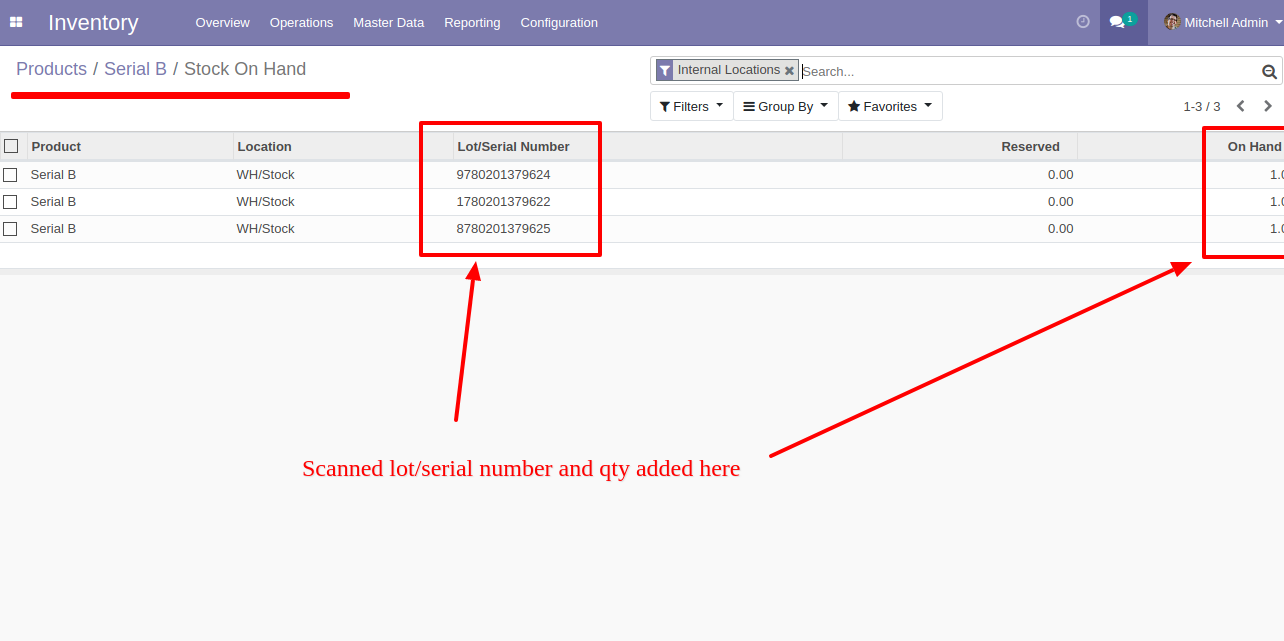 Inventory Overview Operations Master Data Reporting Configuration 1 Mitchell Admin
Products / Serial B / Stock On Hand
Internal Locations Search...
Filters Group By Favorites 1-3 / 3
Product Location Lot/Serial Number Reserved On Hand
Serial B WH/Stock 9780201379624 0.00 1.0
Serial B WH/Stock 1780201379622 0.00 1.0
Serial B WH/Stock 8780201379625 0.00 1.0
Scanned lot/serial number and qty added here